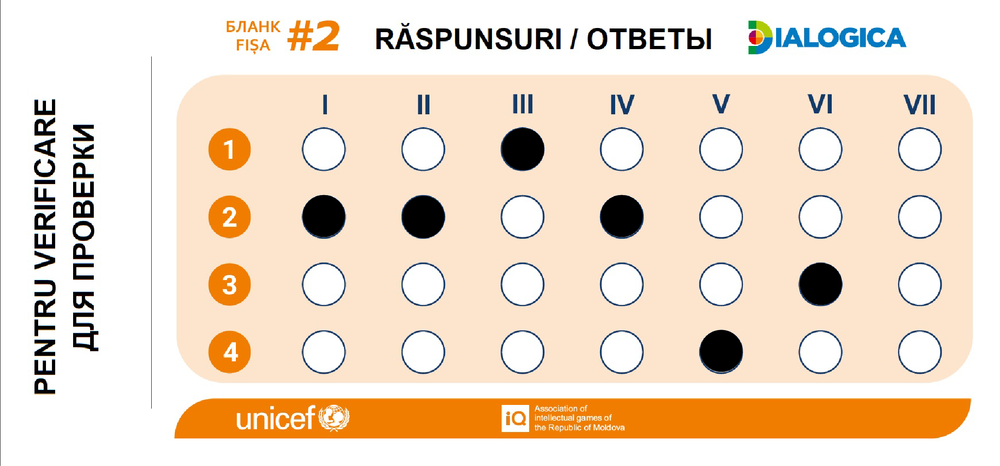 БЛАНК
FIȘA
#2
RĂSPUNSURI / ОТВЕТЫ
DIALOGICA
PENTRU VERIFICARE
ДЛЯ ПРОВЕРКИ
I II III IV V VI VII
1
2
3
4
unicef
iQ
Association of
intellectual games of
the Republic of Moldova